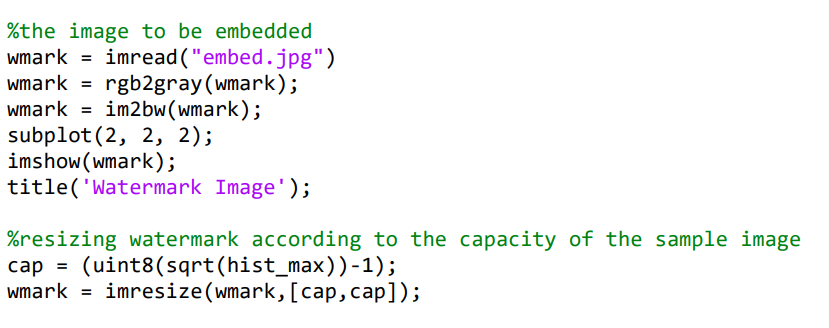 %the image to be embedded
wmark = imread("embed.jpg")
wmark = rgb2gray(wmark);
wmark = im2bw(wmark);
subplot(2, 2, 2);
imshow(wmark);
title('Watermark Image');
%resizing watermark according to the capacity of the sample image
cap = (uint8(sqrt(hist_max))-1);
wmark = imresize(wmark,[cap,cap]);